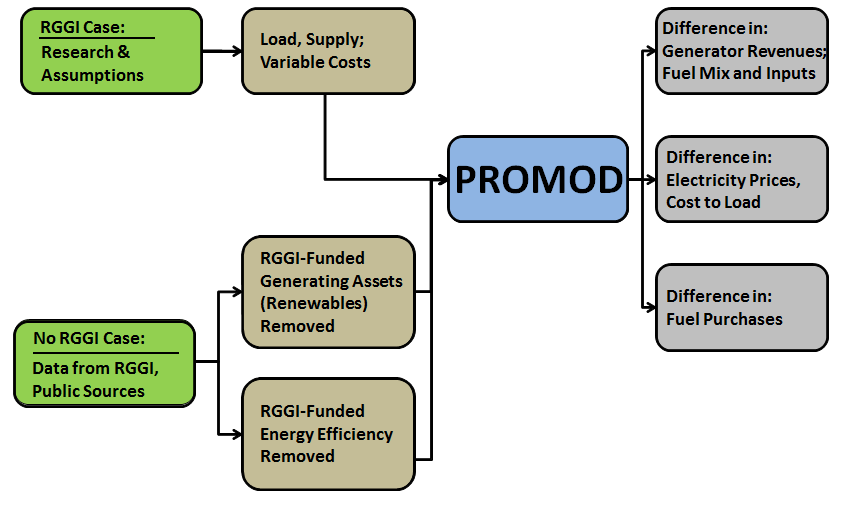 RGGI Case:
Research &
Assumptions
Load, Supply;
Variable Costs
Difference in:
Generator Revenues;
Fuel Mix and Inputs
PROMOD
Difference in:
Electricity Prices,
Cost to Load
RGGI-Funded
Generating Assets
(Renewables)
Removed
Difference in:
Fuel Purchases
No RGGI Case:
Data from RGGI,
Public Sources
RGGI-Funded
Energy Efficiency
Removed